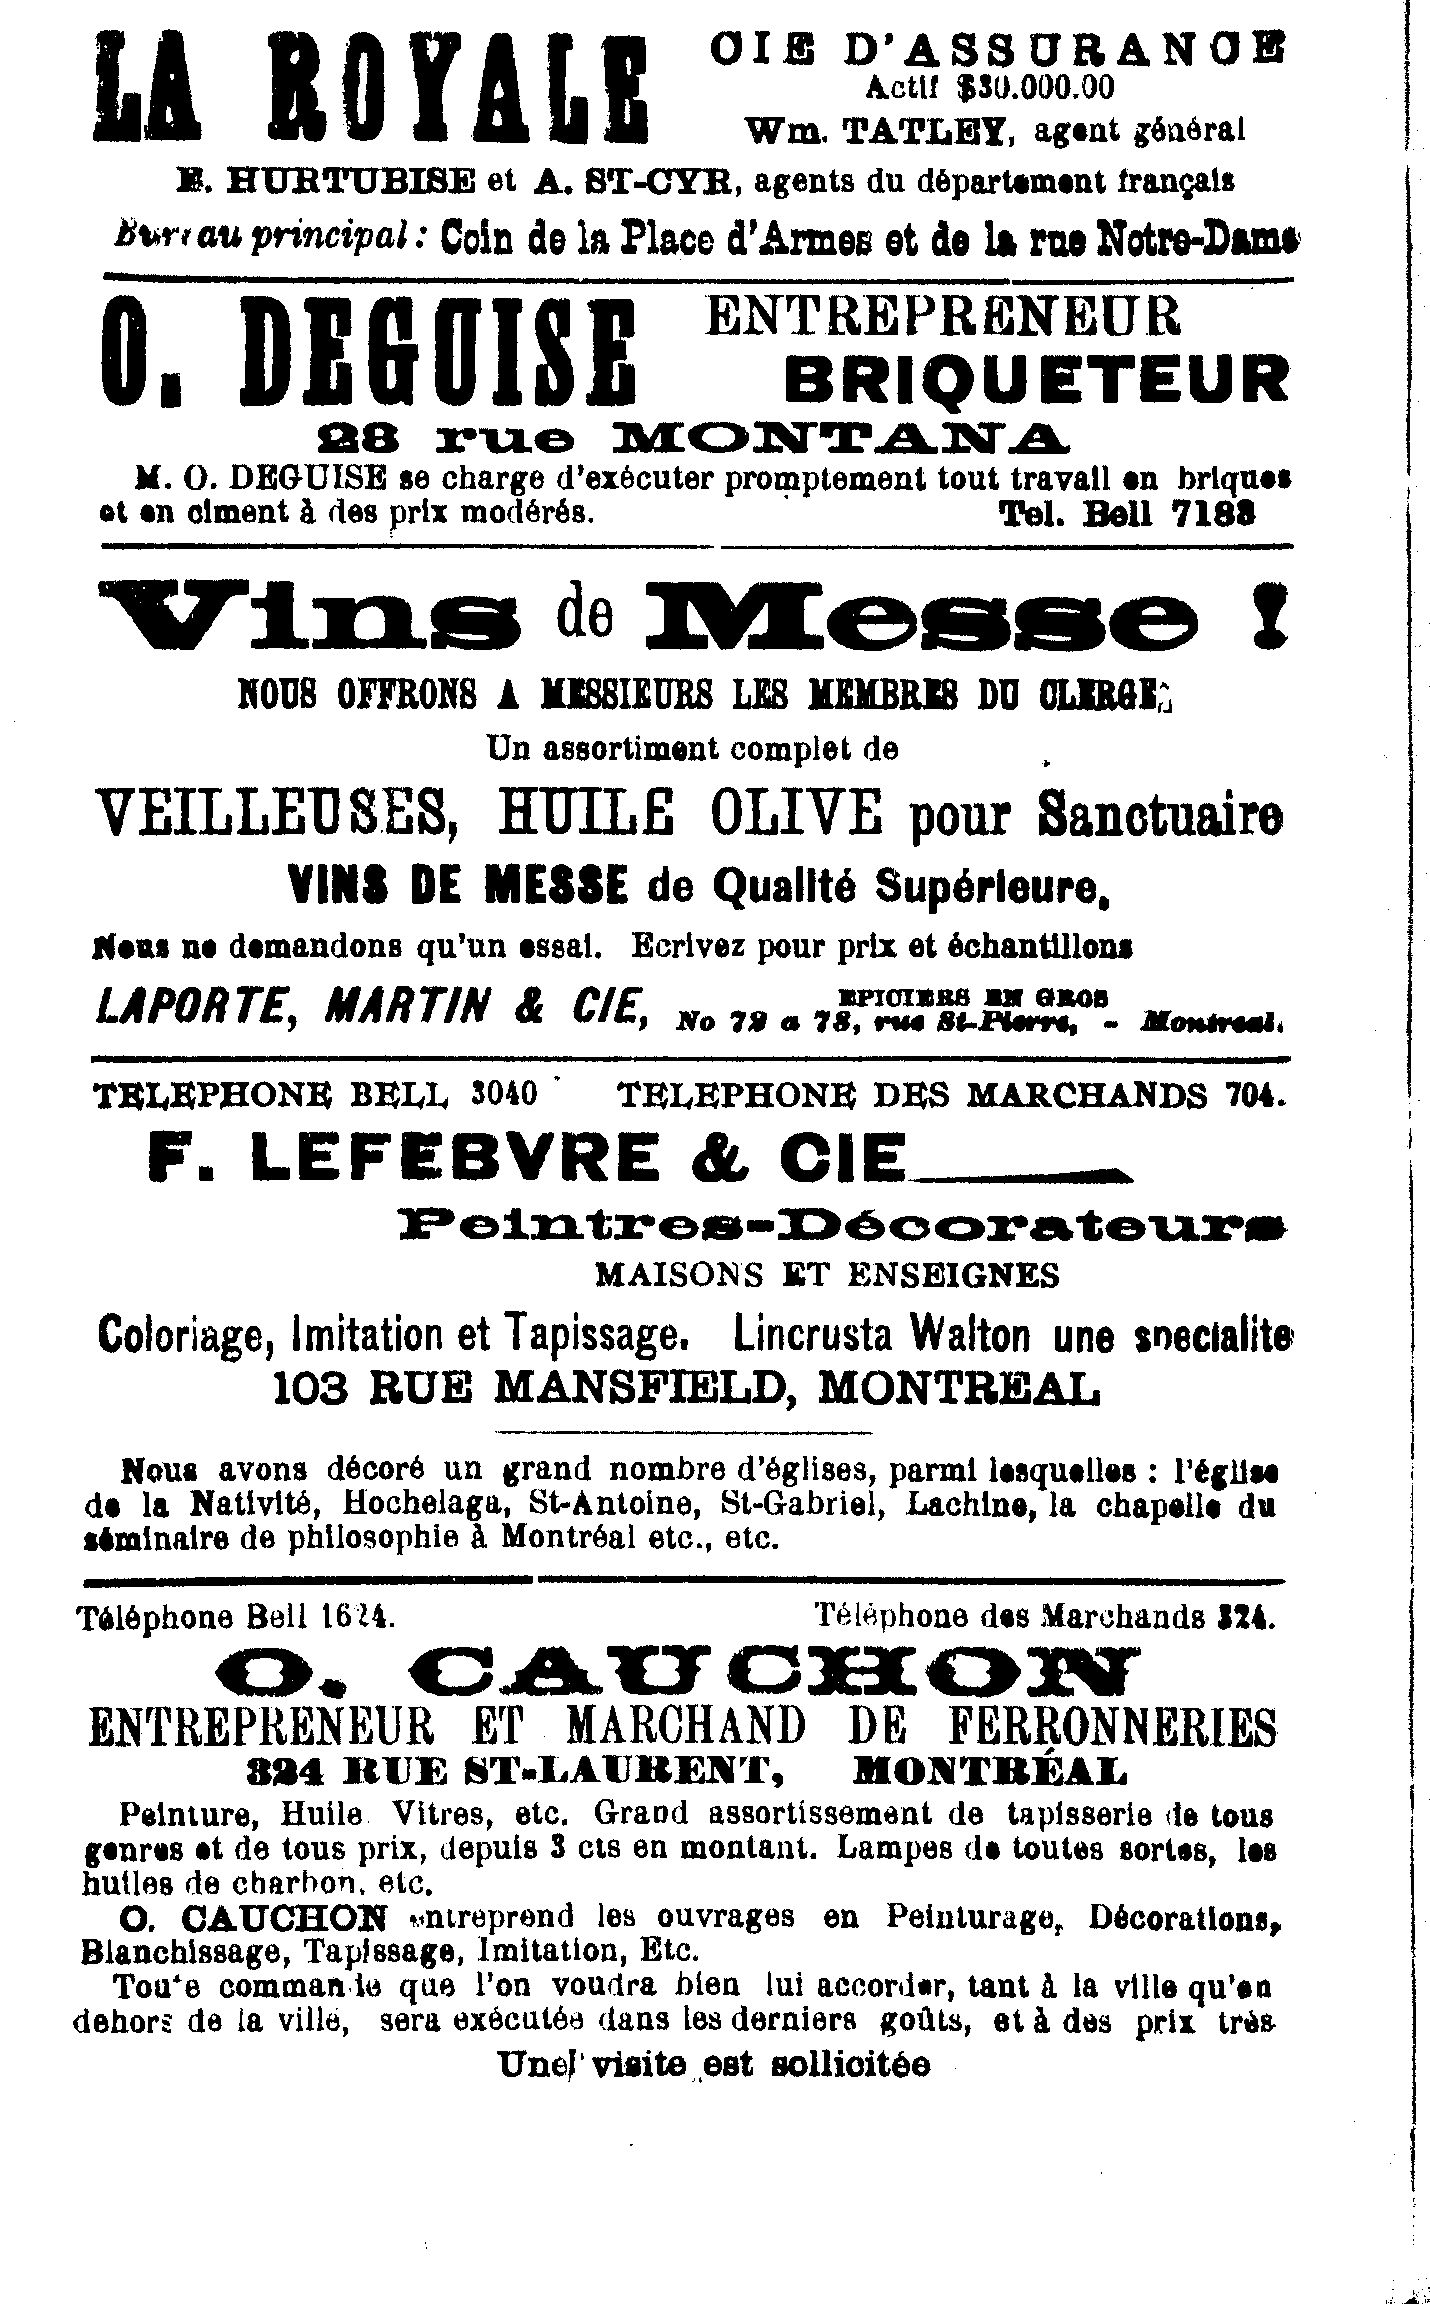 LA ROYALE CIE D'ASSURANCE
Actif $30.000.00
Wm. TATLEY, agent général
E. HURTUBISE et A. ST-CYR, agents du département français
Bureau principal : Coin de la Place d'Armes et de la rue Notre-Dame
O. DEGUISE ENTREPRENEUR
BRIQUETEUR
28 rue MONTANA
M. O. DEGUISE se charge d'exécuter promptement tout travail en briques
et en ciment à des prix modérés. Tel. Bell 7183
Vins de Messe !
NOUS OFFRONS A MESSIEURS LES MEMBRES DU CLERGE
Un assortiment complet de
VEILLEUSES, HUILE OLIVE pour Sanctuaire
VINS DE MESSE de Qualité Supérieure,
Nous ne demandons qu'un essai. Ecrivez pour prix et échantillons
LAPORTE, MARTIN & CIE, EPICIERS EN GROS
No 72 a 78, rue St-Pierre, - Montreal.
TELEPHONE BELL 3040 TELEPHONE DES MARCHANDS 704.
F. LEFEBVRE & CIE
Peintres-Décorateurs
MAISONS ET ENSEIGNES
Coloriage, Imitation et Tapissage. Lincrusta Walton une specialite
103 RUE MANSFIELD, MONTREAL
Nous avons décoré un grand nombre d'églises, parmi lesquelles : l'église
de la Nativité, Hochelaga, St-Antoine, St-Gabriel, Lachine, la chapelle du
séminaire de philosophie à Montréal etc., etc.
Téléphone Bell 1624. Téléphone des Marchands 324.
O. CAUCHON
ENTREPRENEUR ET MARCHAND DE FERRONNERIES
324 RUE ST-LAURENT, MONTRÉAL
Peinture, Huile Vitres, etc. Grand assortissement de tapisserie de tous
genres et de tous prix, depuis 3 cts en montant. Lampes de toutes sortes, les
huiles de charbon, etc.
O. CAUCHON entreprend les ouvrages en Peinturage, Décorations,
Blanchissage, Tapissage, Imitation, Etc.
Toute commande que l'on voudra bien lui accorder, tant à la ville qu'en
dehors de la ville, sera exécutée dans les derniers goûts, et à des prix très
Une visite est sollicitée